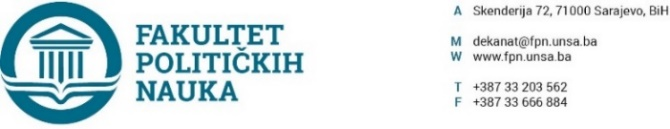 FAKULTET
POLITIČKIH
NAUKA
A Skenderija 72, 71000 Sarajevo, BiH
M dekanat@fpn.unsa.ba
W www.fpn.unsa.ba
T +387 33 203 562
F +387 33 666 884